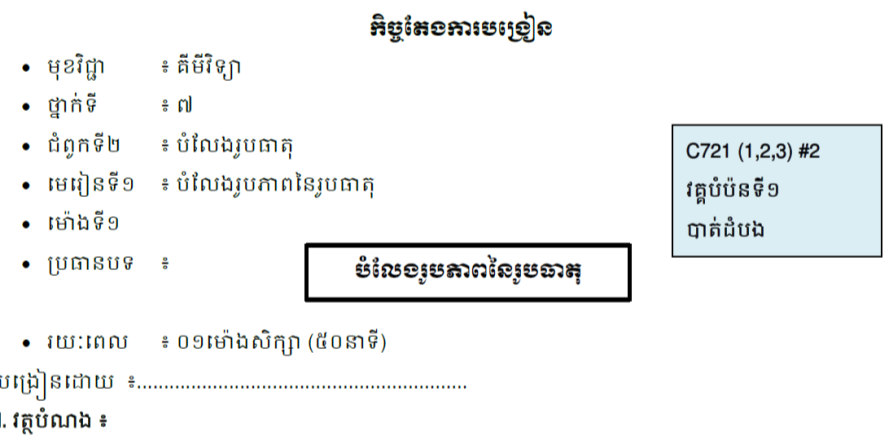 កិច្ចតែងការបង្រៀន
• មុខវិជ្ជា ៖ គីមីវិទ្យា
• ថ្នាក់ទី ៖ ៧
• ជំពូកទី២ ៖ បំលែងរូបធាតុ
• មេរៀនទី១ ៖ បំលែងរូបភាពនៃរូបធាតុ
• ម៉ោងទី១
• ប្រធានបទ ៖
បំលែងរូបភាពនៃរូបធាតុ
C721 (1,2,3) #2
វគ្គបំប៉នទី១
បាត់ដំបង
• រយៈពេល ៖ ០១ម៉ោងសិក្សា (៥០នាទី)
បង្រៀនដោយ ៖.............................................................
. វត្ថុបំណង ៖